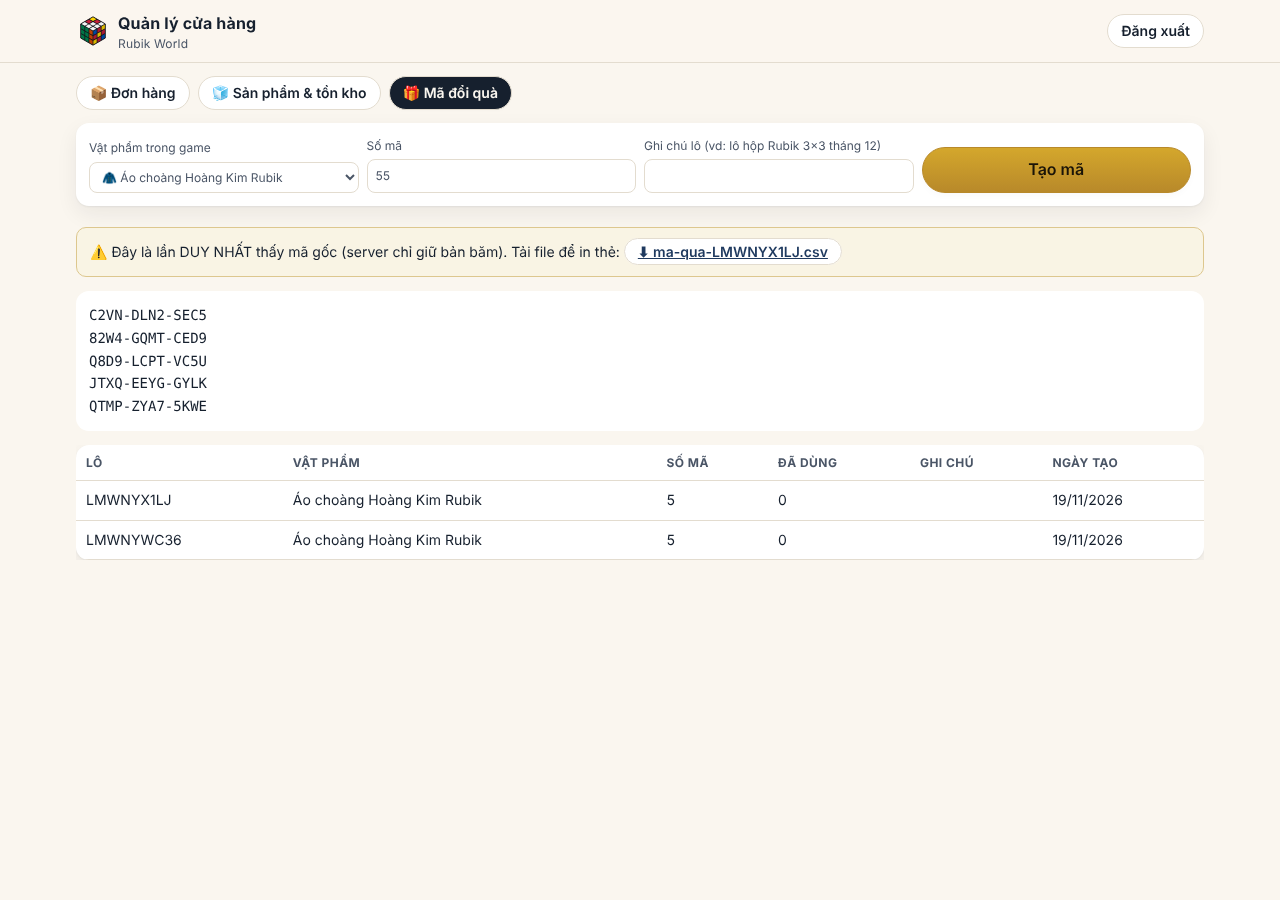 Quản lý cửa hàng
Rubik World
Đăng xuất
📦 Đơn hàng
🧊 Sản phẩm & tồn kho
🎁 Mã đổi quà
Vật phẩm trong game
Số mã
Ghi chú lô (vd: lô hộp Rubik 3×3 tháng 12)
🧥 Áo choàng Hoàng Kim Rubik
55
Tạo mã
⚠️ Đây là lần DUY NHẤT thấy mã gốc (server chỉ giữ bản băm). Tải file để in thẻ: ⬇ ma-qua-LMWNYX1LJ.csv
C2VN-DLN2-SEC5
82W4-GQMT-CED9
Q8D9-LCPT-VC5U
JTXQ-EEYG-GYLK
QTMP-ZYA7-5KWE
LÔ VẬT PHẨM SỐ MÃ ĐÃ DÙNG GHI CHÚ NGÀY TẠO
LMWNYX1LJ Áo choàng Hoàng Kim Rubik 5 0 19/11/2026
LMWNYWC36 Áo choàng Hoàng Kim Rubik 5 0 19/11/2026